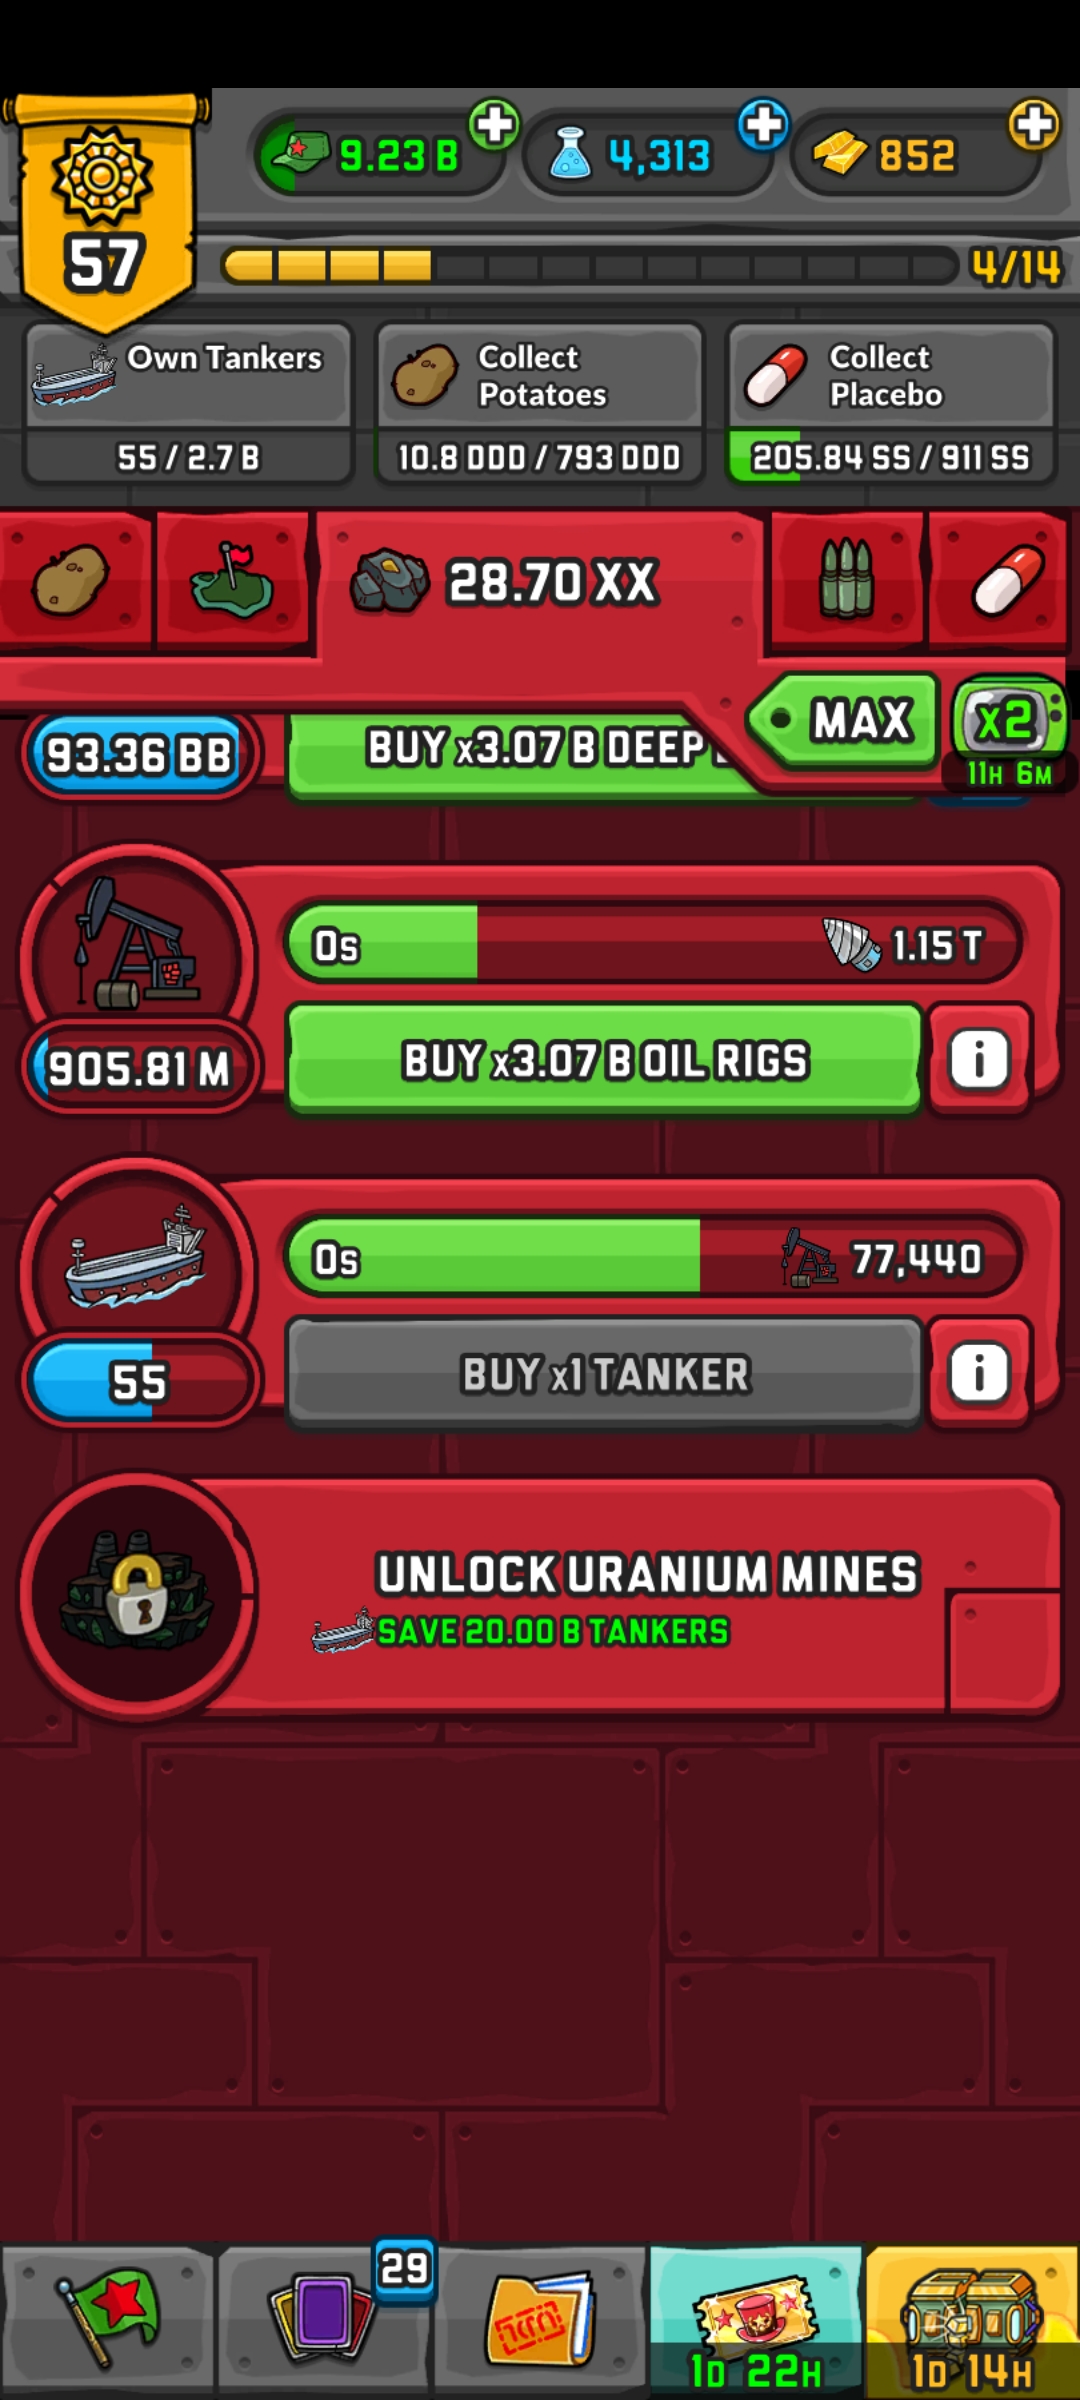 9.23 B
4,313
852
57
4/14
Own Tankers
55 / 2.7 B
Collect
Potatoes
10.8 DDD / 793 DDD
Collect
Placebo
205.84 SS / 911 SS
28.70 XX
MAX
x2
11H 6M
93.36 BB
BUY x3.07 B DEEP
0s
1.15 T
905.81 M
BUY x3.07 B OIL RIGS
i
0s
77,440
55
BUY x1 TANKER
i
UNLOCK URANIUM MINES
SAVE 20.00 B TANKERS
29
1D 22H
1D 14H